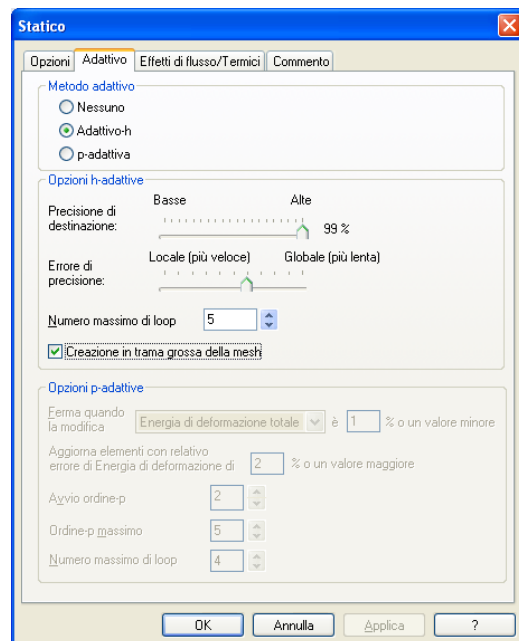 Statico
Opzioni Adattivo Effetti di flusso/Termici Commento
Metodo adattivo
Nessuno
Adattivo-h
p-adattiva
Opzioni h-adattive
Basse Alte
Precisione di
destinazione:
99 %
Locale (più veloce) Globale (più lenta)
Errore di
precisione:
Numero massimo di loop 5
Creazione in trama grossa della mesh
Opzioni p-adattive
Ferma quando
la modifica
Energia di deformazione totale è 1 % o un valore minore
Aggiorna elementi con relativo
errore di Energia di deformazione di 2 % o un valore maggiore
Avvio ordine-p 2
Ordine-p massimo 5
Numero massimo di loop 4
OK Annulla Applica ?